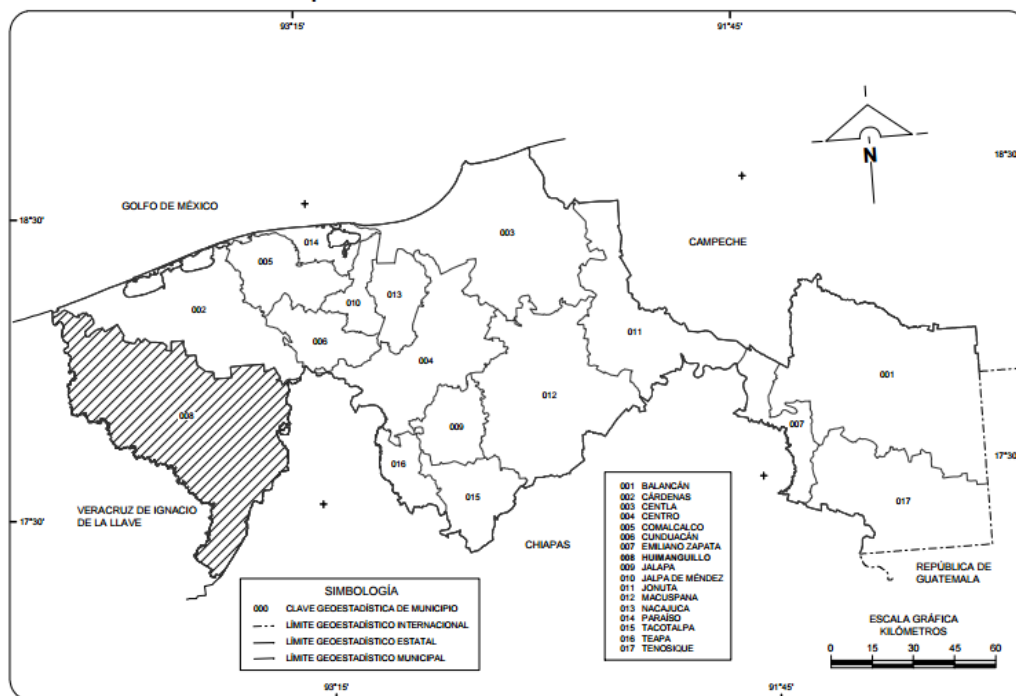 93°15'
91°45'
18°30'
N
GOLFO DE MÉXICO
18°30'
003
CAMPECHE
014
005
010
013
002
011
006
004
001
012
008
007
009
016
17°30'
015
017
17°30'
VERACRUZ DE IGNACIO
DE LA LLAVE
CHIAPAS
REPÚBLICA DE
GUATEMALA
001 BALANCÁN
002 CÁRDENAS
003 CENTLA
004 CENTRO
005 COMALCALCO
006 CUNDUACÁN
007 EMILIANO ZAPATA
008 HUIMANGUILLO
009 JALAPA
010 JALPA DE MÉNDEZ
011 JONUTA
012 MACUSPANA
013 NACAJUCA
014 PARAÍSO
015 TACOTALPA
016 TEAPA
017 TENOSIQUE
SIMBOLOGÍA
000 CLAVE GEOESTADÍSTICA DE MUNICIPIO
LÍMITE GEOESTADÍSTICO INTERNACIONAL
LÍMITE GEOESTADÍSTICO ESTATAL
LÍMITE GEOESTADÍSTICO MUNICIPAL
ESCALA GRÁFICA
KILÓMETROS
0 15 30 45 60
93°15'
91°45'